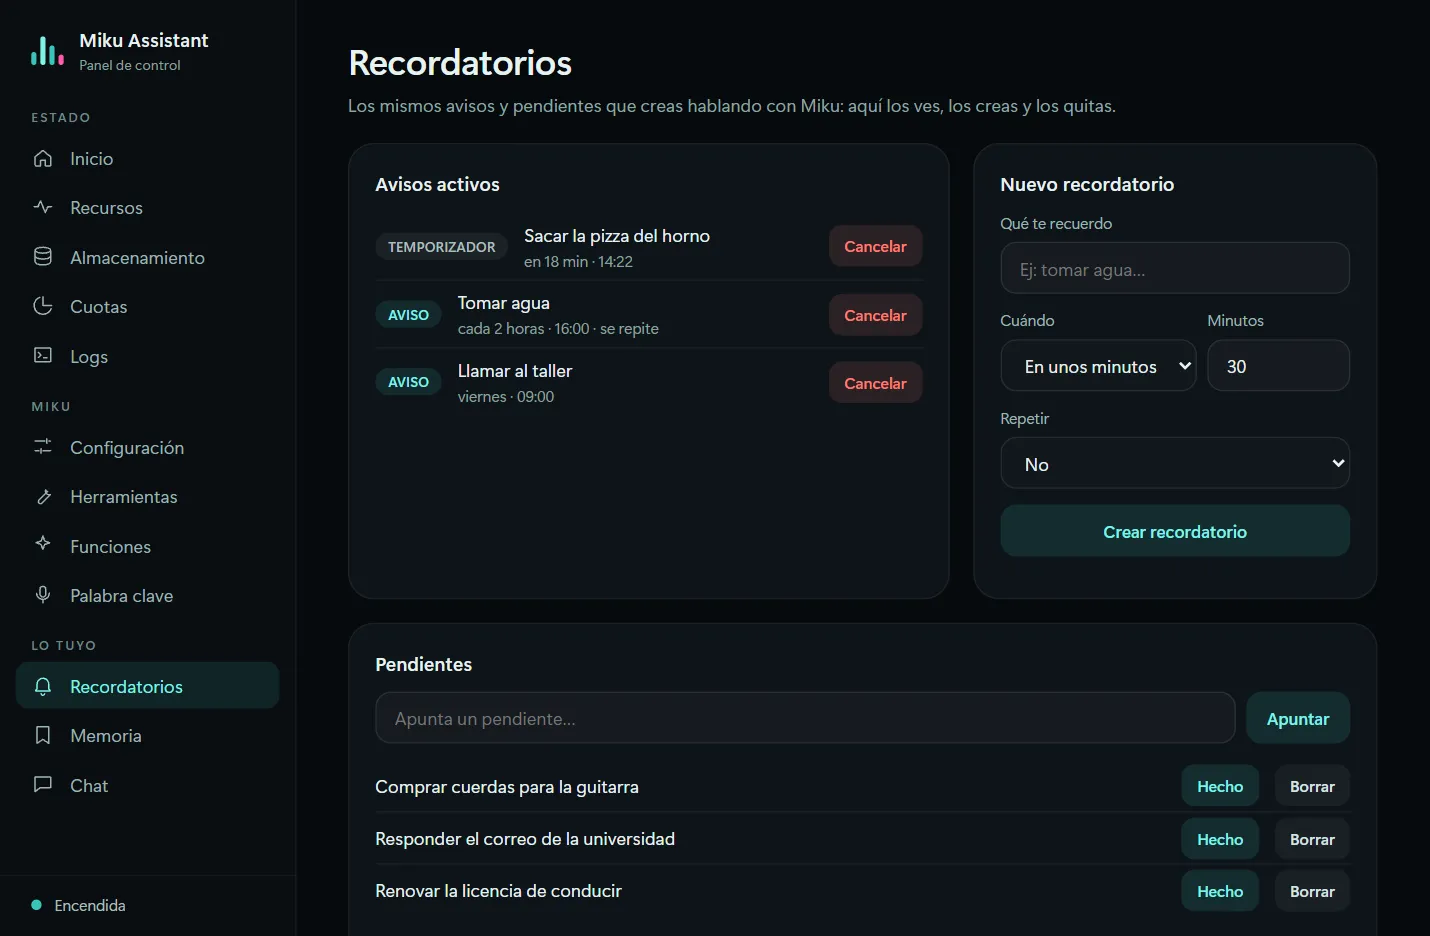 Miku Assistant
Panel de control
ESTADO
Inicio
Recursos
Almacenamiento
Cuotas
Logs
MIKU
Configuración
Herramientas
Funciones
Palabra clave
LO TUYO
Recordatorios
Memoria
Chat
Encendida
Recordatorios
Los mismos avisos y pendientes que creas hablando con Miku: aquí los ves, los creas y los quitas.
Avisos activos
TEMPORIZADOR
Sacar la pizza del horno
en 18 min · 14:22
Cancelar
AVISO
Tomar agua
cada 2 horas · 16:00 · se repite
Cancelar
AVISO
Llamar al taller
viernes · 09:00
Cancelar
Nuevo recordatorio
Qué te recuerdo
Ej: tomar agua...
Cuándo
Minutos
En unos minutos
30
Repetir
No
Crear recordatorio
Pendientes
Apunta un pendiente...
Apuntar
Comprar cuerdas para la guitarra
Hecho
Borrar
Responder el correo de la universidad
Hecho
Borrar
Renovar la licencia de conducir
Hecho
Borrar